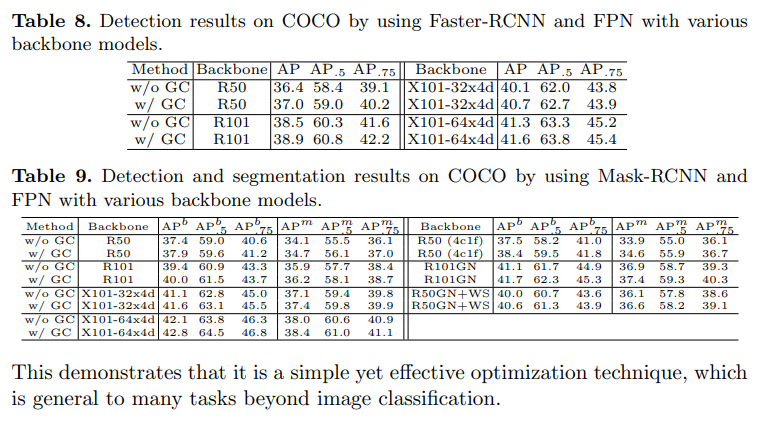 Table 8. Detection results on COCO by using Faster-RCNN and FPN with various
backbone models.
Method Backbone AP AP.5 AP.75 Backbone AP AP.5 AP.75
w/o GC R50 36.4 58.4 39.1 X101-32x4d 40.1 62.0 43.8
w/ GC R50 37.0 59.0 40.2 X101-32x4d 40.7 62.7 43.9
w/o GC R101 38.5 60.3 41.6 X101-64x4d 41.3 63.3 45.2
w/ GC R101 38.9 60.8 42.2 X101-64x4d 41.6 63.8 45.4
Table 9. Detection and segmentation results on COCO by using Mask-RCNN and
FPN with various backbone models.
Method Backbone AP^b AP^b_.5 AP^b_.75 AP^m AP^m_.5 AP^m_.75 Backbone AP^b AP^b_.5 AP^b_.75 AP^m AP^m_.5 AP^m_.75
w/o GC R50 37.4 59.0 40.6 34.1 55.5 36.1 R50 (4c1f) 37.5 58.2 41.0 33.9 55.0 36.1
w/ GC R50 37.9 59.6 41.2 34.7 56.1 37.0 R50 (4c1f) 38.4 59.5 41.8 34.6 55.9 36.7
w/o GC R101 39.4 60.9 43.3 35.9 57.7 38.4 R101GN 41.1 61.7 44.9 36.9 58.7 39.3
w/ GC R101 40.0 61.5 43.7 36.2 58.1 38.7 R101GN 41.7 62.3 45.3 37.4 59.3 40.3
w/o GC X101-32x4d 41.1 62.8 45.0 37.1 59.4 39.8 R50GN+WS 40.0 60.7 43.6 36.1 57.8 38.6
w/ GC X101-32x4d 41.6 63.1 45.5 37.4 59.8 39.9 R50GN+WS 40.6 61.3 43.9 36.6 58.2 39.1
w/o GC X101-64x4d 42.1 63.8 46.3 38.0 60.6 40.9
w/ GC X101-64x4d 42.8 64.5 46.8 38.4 61.0 41.1
This demonstrates that it is a simple yet effective optimization technique, which
is general to many tasks beyond image classification.